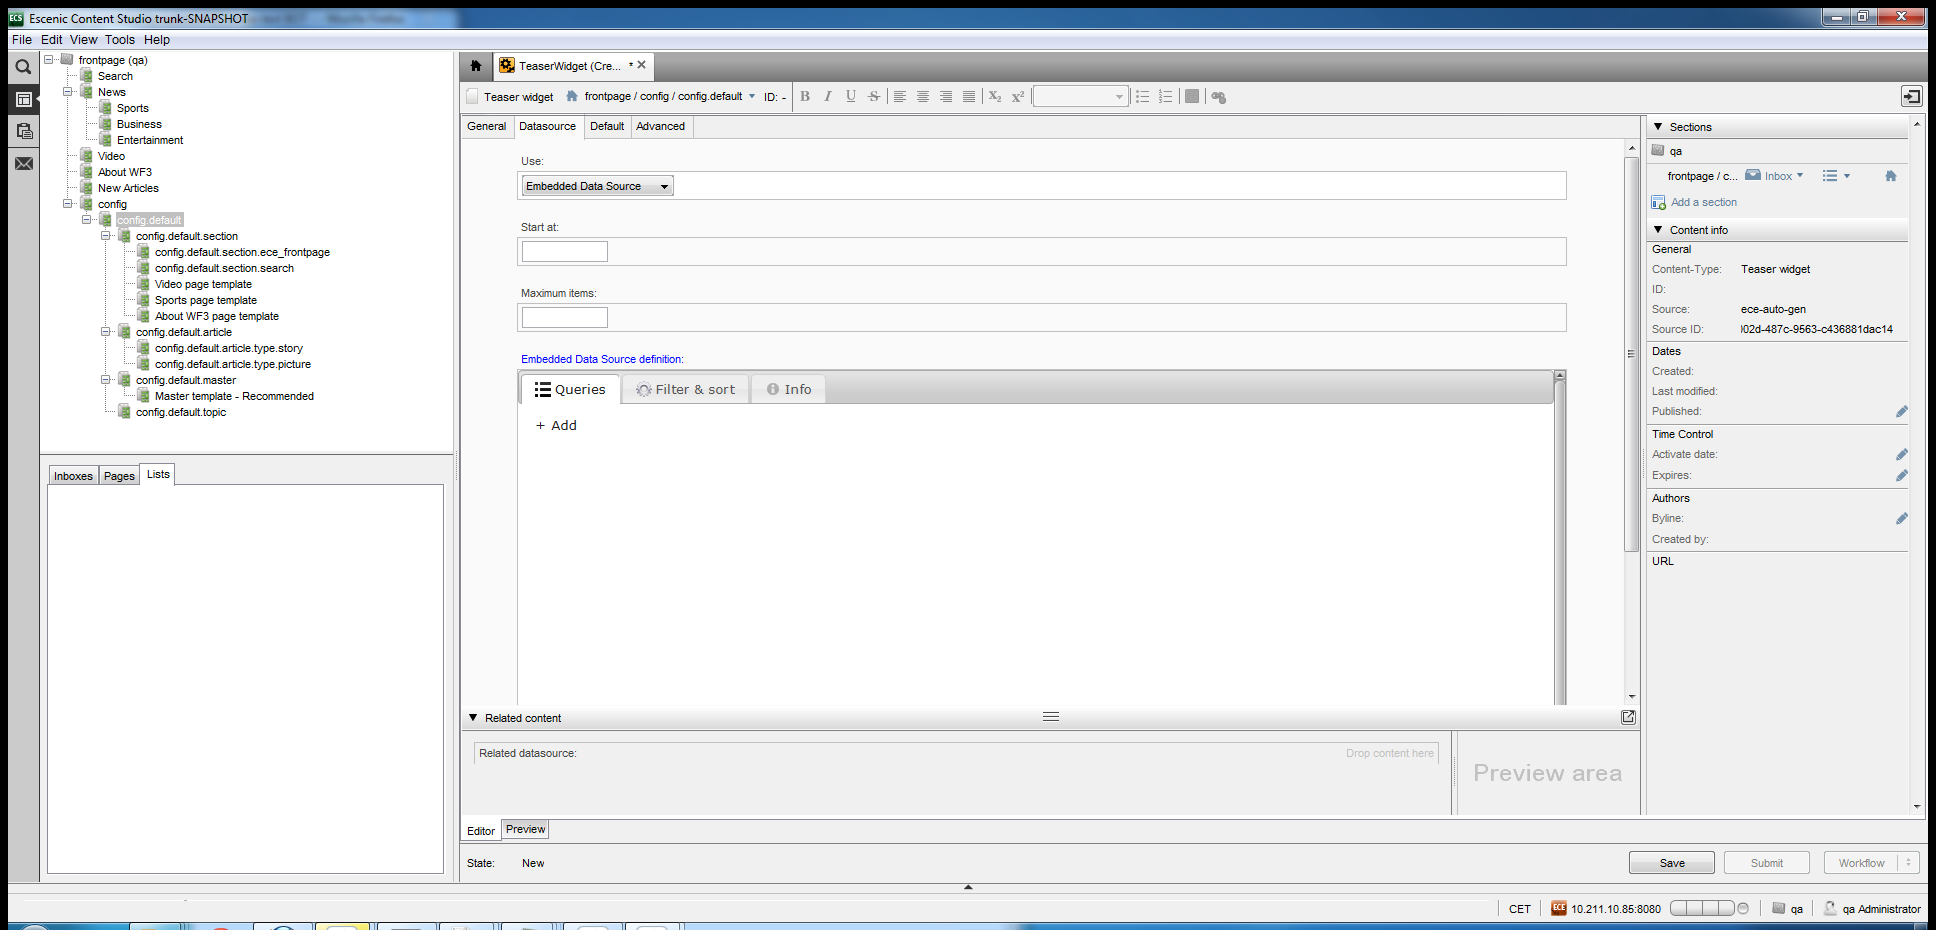 Escenic Content Studio trunk-SNAPSHOT
File Edit View Tools Help
frontpage (qa)
Search
News
Sports
Business
Entertainment
Video
About WF3
New Articles
config
config.default
config.default.section
config.default.section.ece_frontpage
config.default.section.search
Video page template
Sports page template
About WF3 page template
config.default.article
config.default.article.type.story
config.default.article.type.picture
config.default.master
Master template - Recommended
config.default.topic
Inboxes Pages Lists
TeaserWidget (Cre... *
Teaser widget frontpage / config / config.default ID: - B I U S X2 X2
General Datasource Default Advanced
Use:
Embedded Data Source
Start at:
Maximum items:
Embedded Data Source definition:
Queries Filter & sort Info
+ Add
Related content
Related datasource: Drop content here
Preview area
Editor Preview
State: New
Save Submit Workflow
Sections
qa
frontpage / c... Inbox
Add a section
Content info
General
Content-Type: Teaser widget
ID:
Source: ece-auto-gen
Source ID: 02d-487c-9563-c436881dac14
Dates
Created:
Last modified:
Published:
Time Control
Activate date:
Expires:
Authors
Byline:
Created by:
URL
CET ECE 10.211.10.85:8080 qa qa Administrator